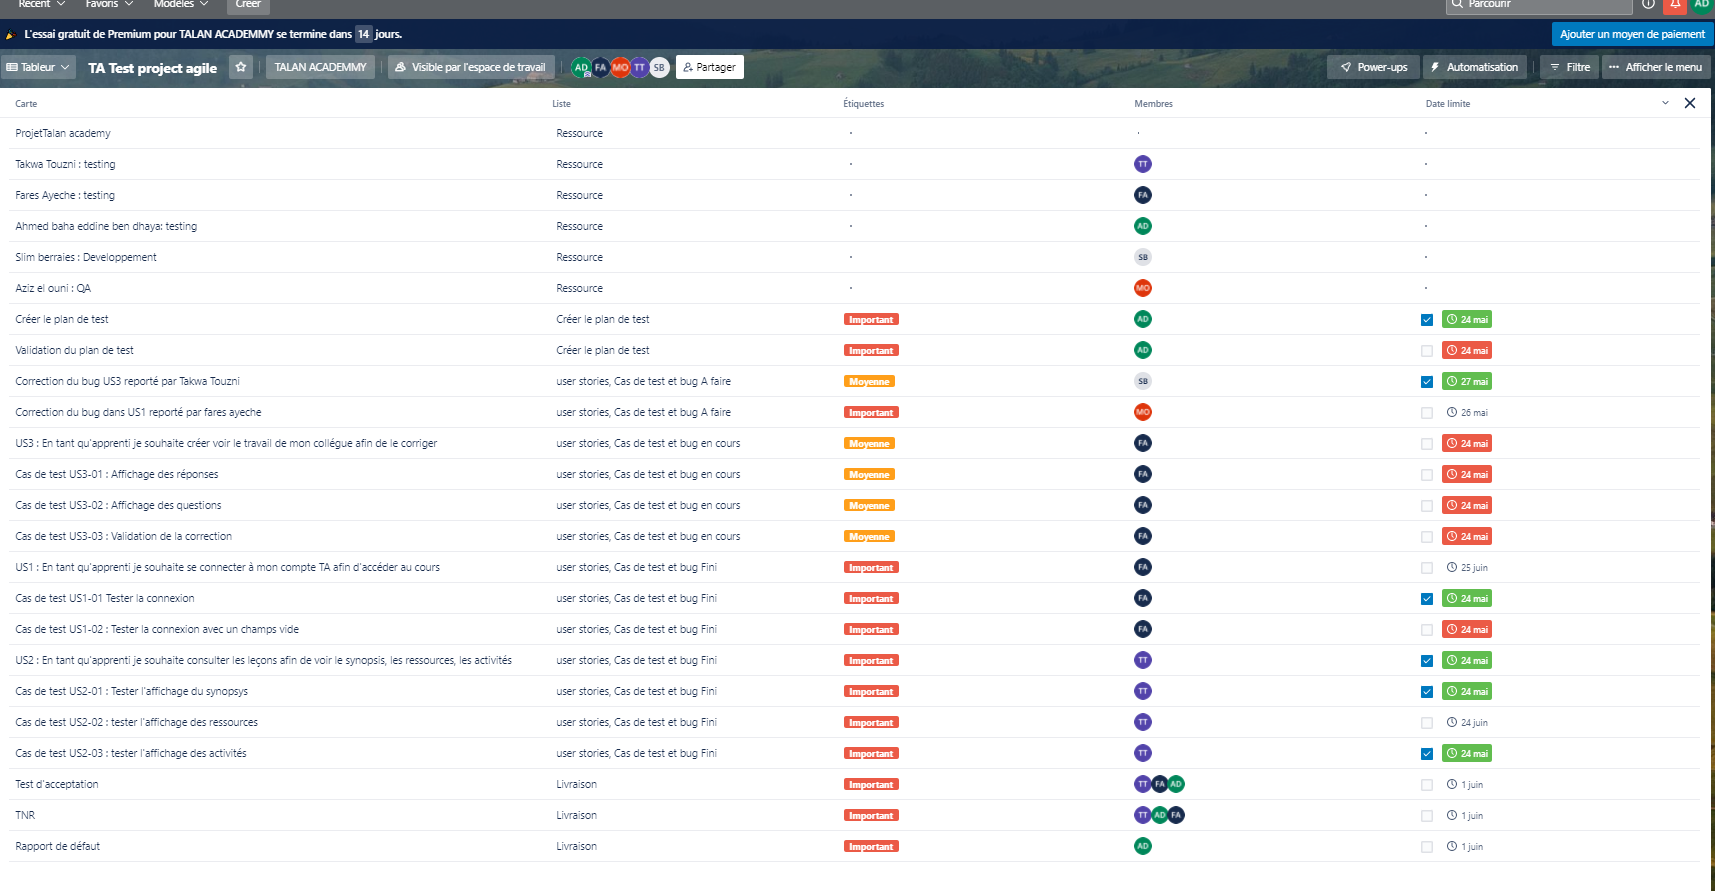 Récent Favoris Modèles Créer Parcourir AD
L'essai gratuit de Premium pour TALAN ACADEMMY se termine dans 14 jours. Ajouter un moyen de paiement
Tableur TA Test project agile TALAN ACADEMMY Visible par l'espace de travail AD FA MO TT SB Partager Power-ups Automatisation Filtre Afficher le menu
Carte Liste Étiquettes Membres Date limite
ProjetTalan academy Ressource
Takwa Touzni : testing Ressource TT
Fares Ayeche : testing Ressource FA
Ahmed baha eddine ben dhaya: testing Ressource AD
Slim berraies : Developpement Ressource SB
Aziz el ouni : QA Ressource MO
Créer le plan de test Créer le plan de test Important AD 24 mai
Validation du plan de test Créer le plan de test Important AD 24 mai
Correction du bug US3 reporté par Takwa Touzni user stories, Cas de test et bug A faire Moyenne SB 27 mai
Correction du bug dans US1 reporté par fares ayeche user stories, Cas de test et bug A faire Important MO 26 mai
US3 : En tant qu'apprenti je souhaite créer voir le travail de mon collégue afin de le corriger user stories, Cas de test et bug en cours Moyenne FA 24 mai
Cas de test US3-01 : Affichage des réponses user stories, Cas de test et bug en cours Moyenne FA 24 mai
Cas de test US3-02 : Affichage des questions user stories, Cas de test et bug en cours Moyenne FA 24 mai
Cas de test US3-03 : Validation de la correction user stories, Cas de test et bug en cours Moyenne FA 24 mai
US1 : En tant qu'apprenti je souhaite se connecter à mon compte TA afin d'accéder au cours user stories, Cas de test et bug Fini Important FA 25 juin
Cas de test US1-01 Tester la connexion user stories, Cas de test et bug Fini Important FA 24 mai
Cas de test US1-02 : Tester la connexion avec un champs vide user stories, Cas de test et bug Fini Important FA 24 mai
US2 : En tant qu'apprenti je souhaite consulter les leçons afin de voir le synopsis, les ressources, les activités user stories, Cas de test et bug Fini Important TT 24 mai
Cas de test US2-01 : Tester l'affichage du synopsys user stories, Cas de test et bug Fini Important TT 24 mai
Cas de test US2-02 : tester l'affichage des ressources user stories, Cas de test et bug Fini Important TT 24 juin
Cas de test US2-03 : tester l'affichage des activités user stories, Cas de test et bug Fini Important TT 24 mai
Test d'acceptation Livraison Important TT FA AD 1 juin
TNR Livraison Important TT AD FA 1 juin
Rapport de défaut Livraison Important AD 1 juin